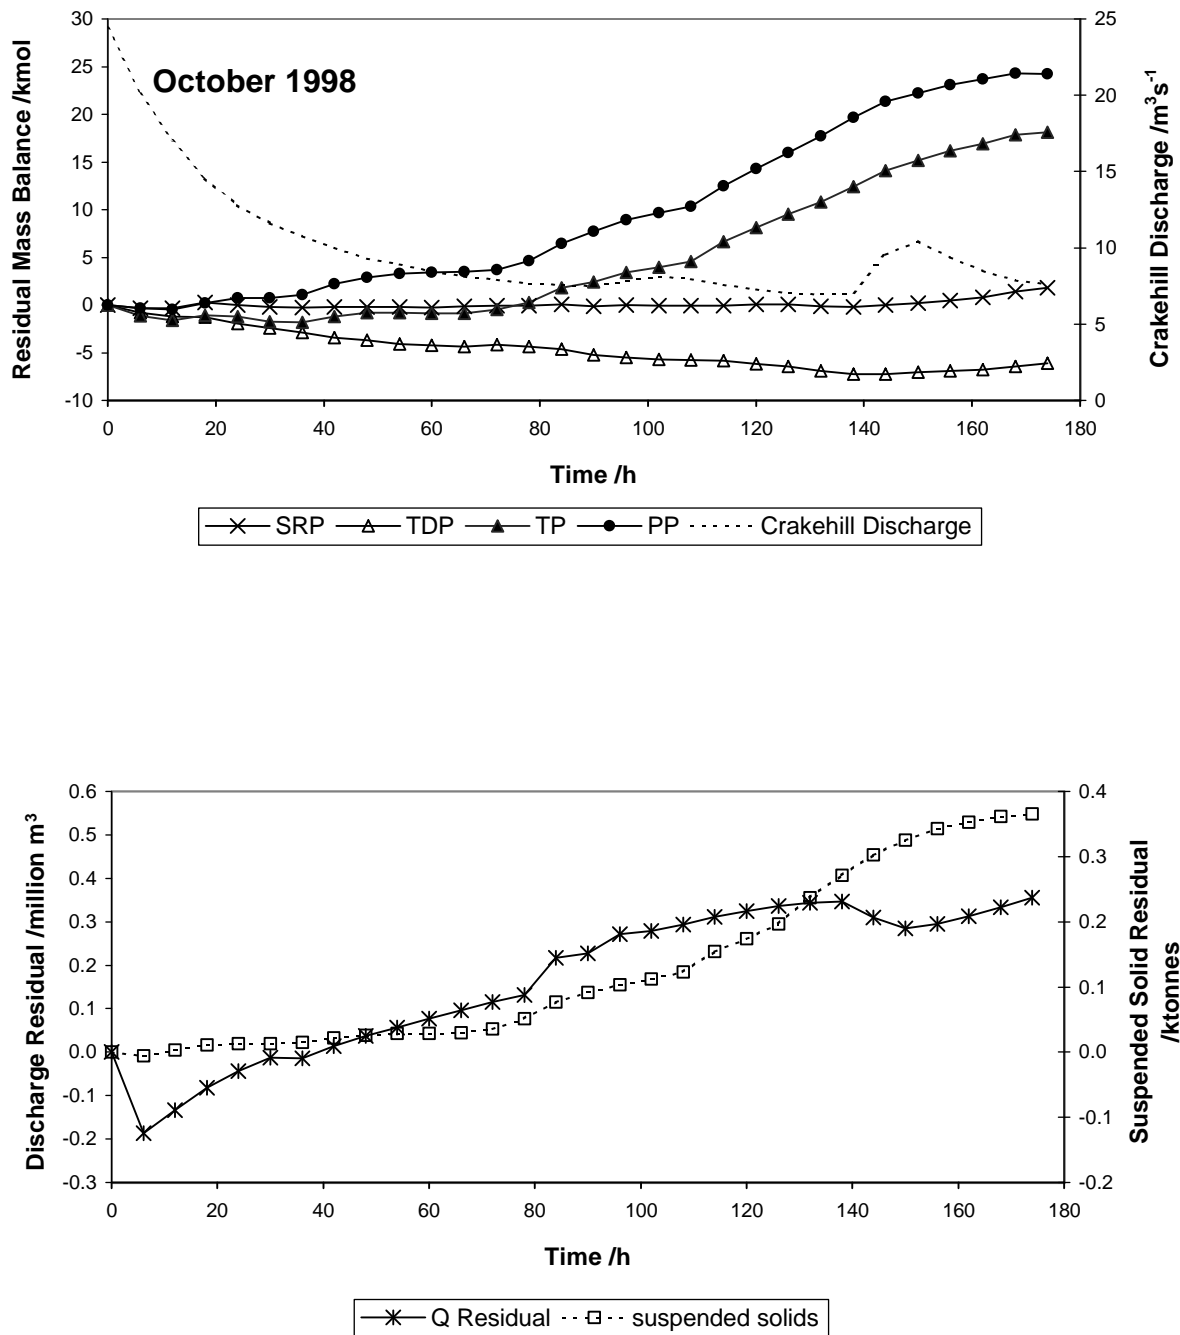 October 1998
Residual Mass Balance /kmol
30
25
20
15
10
5
0
-5
-10
Crakehill Discharge /m³s⁻¹
25
20
15
10
5
0
0 20 40 60 80 100 120 140 160 180
Time /h
SRP TDP TP PP Crakehill Discharge
Discharge Residual /million m³
0.6
0.5
0.4
0.3
0.2
0.1
0.0
-0.1
-0.2
-0.3
Suspended Solid Residual
/ktonnes
0.4
0.3
0.2
0.1
0.0
-0.1
-0.2
0 20 40 60 80 100 120 140 160 180
Time /h
Q Residual suspended solids